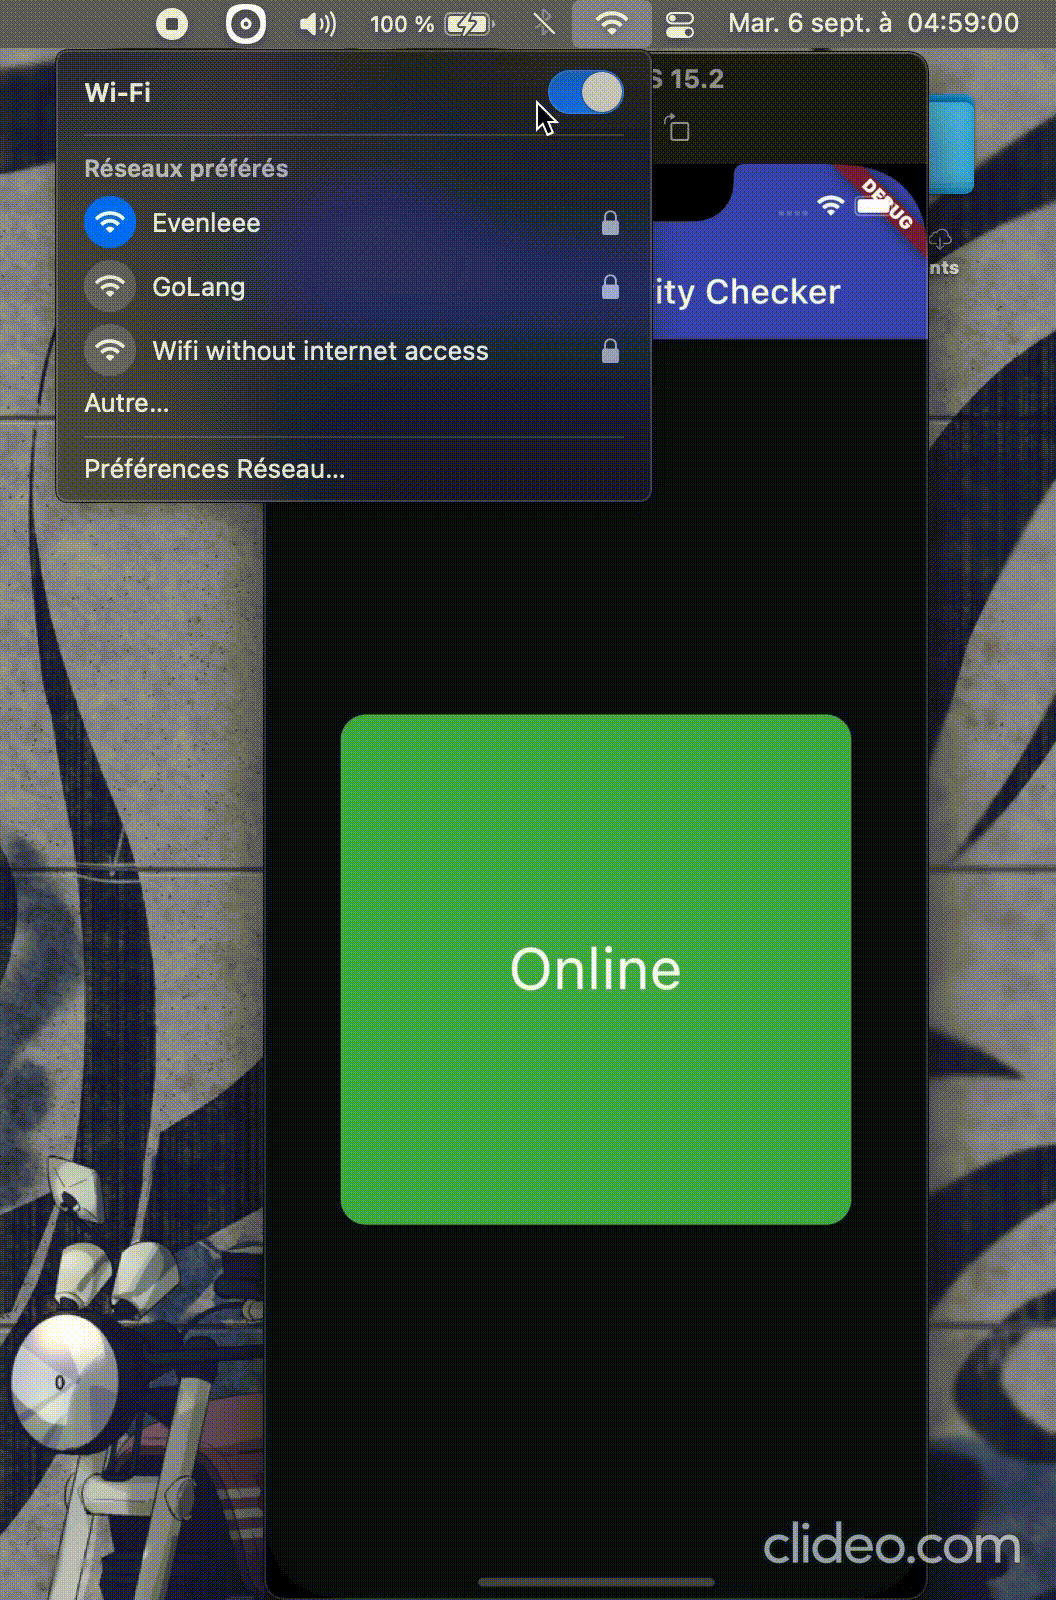 100 %
Mar. 6 sept. à 04:59:00
Wi-Fi
S 15.2
Réseaux préférés
DEBUG
Evenleee
nts
GoLang
ity Checker
Wifi without internet access
Autre...
Préférences Réseau...
Online
0
clideo.com